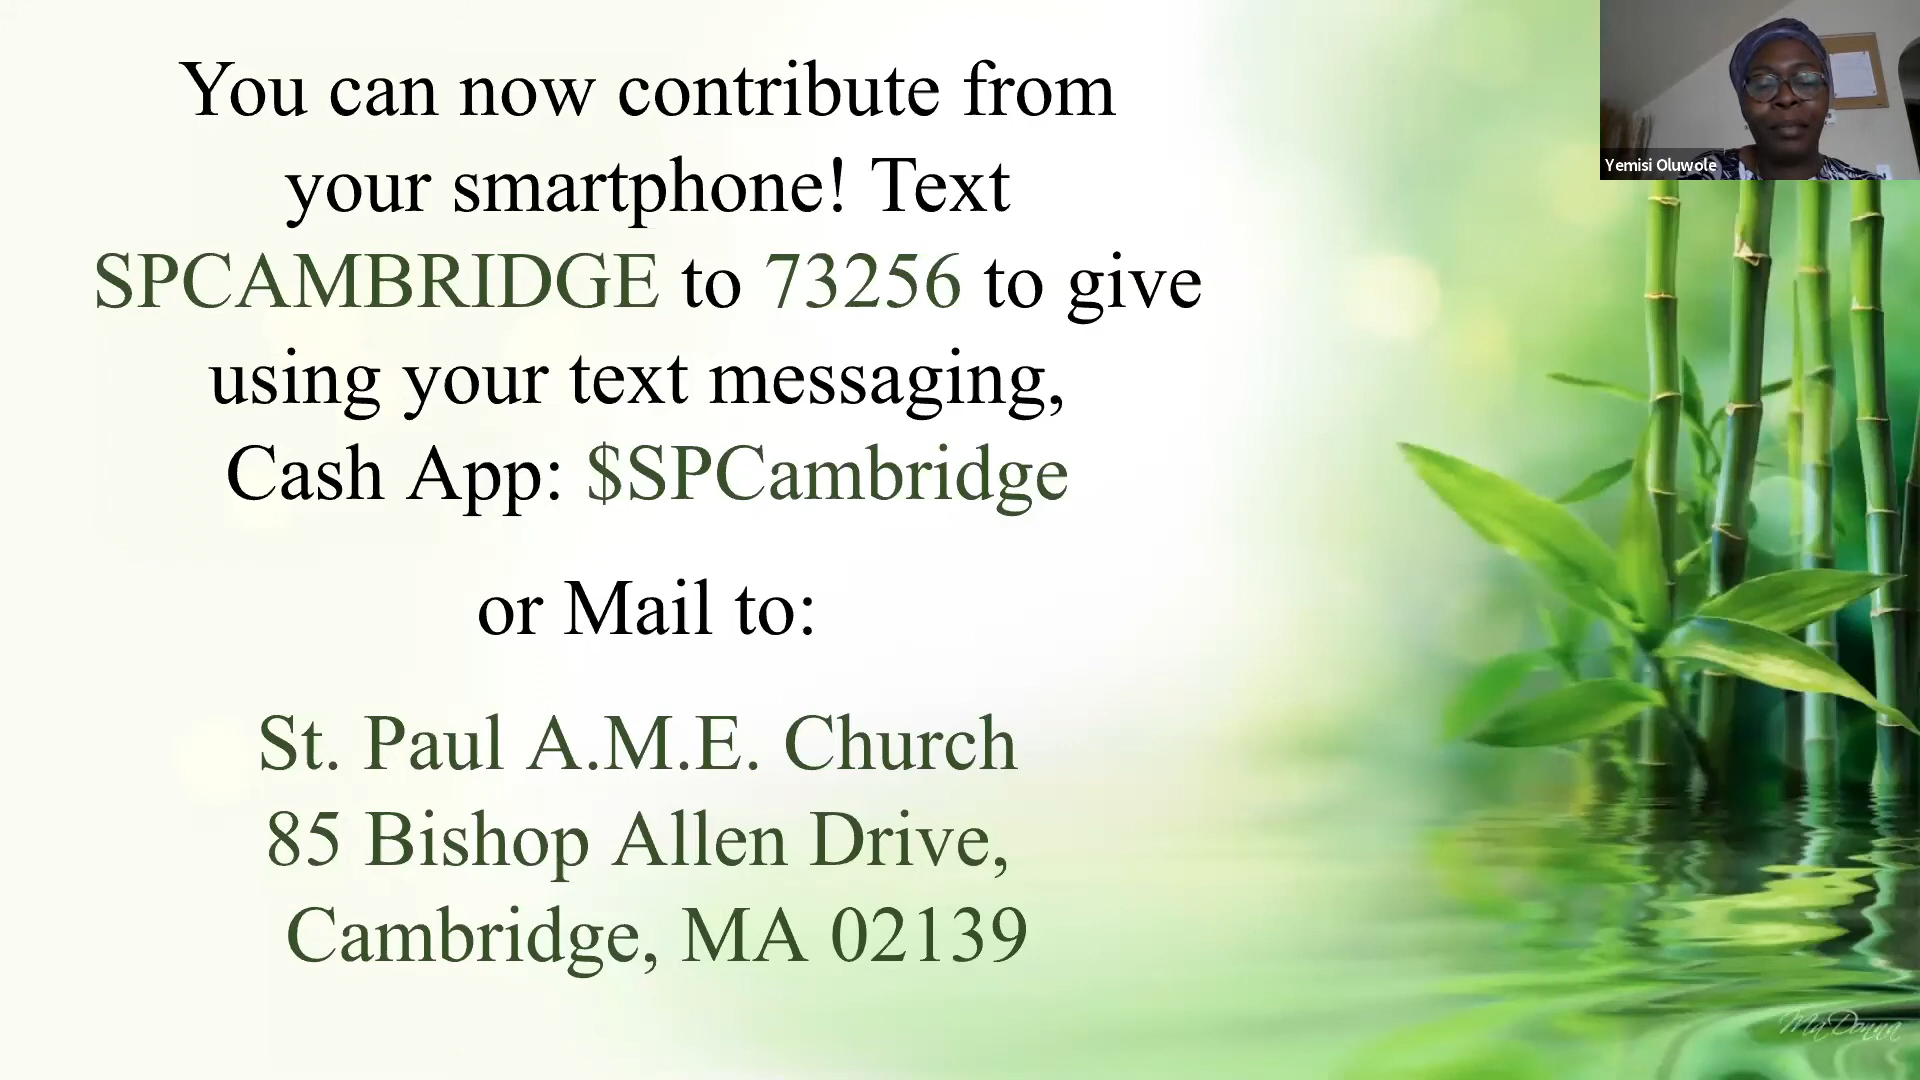 You can now contribute from
your smartphone! Text
SPCAMBRIDGE to 73256 to give
using your text messaging,
Cash App: $SPCambridge
or Mail to:
St. Paul A.M.E. Church
85 Bishop Allen Drive,
Cambridge, MA 02139
Yemisi Oluwole
MaDonna